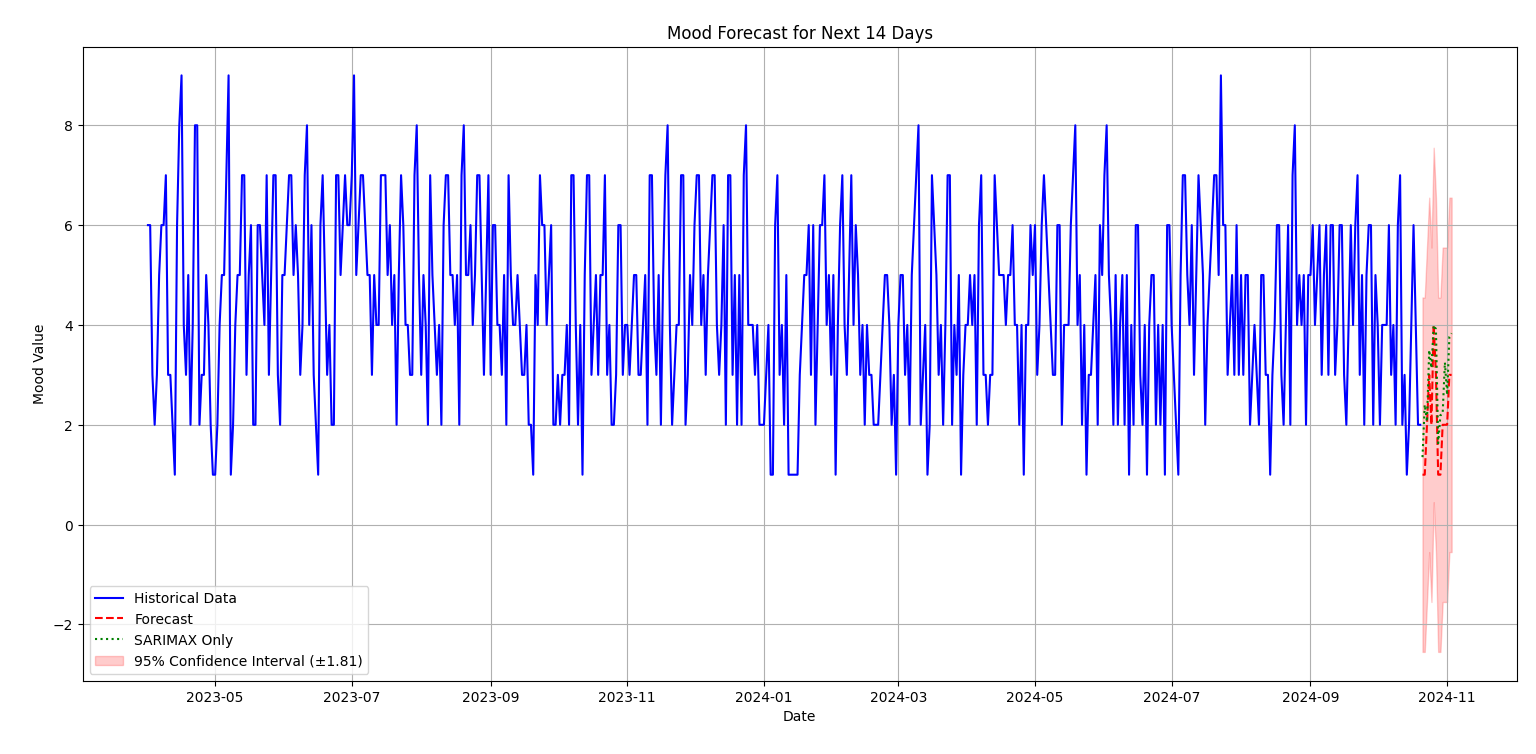 Mood Forecast for Next 14 Days
Mood Value
8
6
4
2
0
−2
Historical Data
Forecast
SARIMAX Only
95% Confidence Interval (±1.81)
2023-05 2023-07 2023-09 2023-11 2024-01 2024-03 2024-05 2024-07 2024-09 2024-11
Date